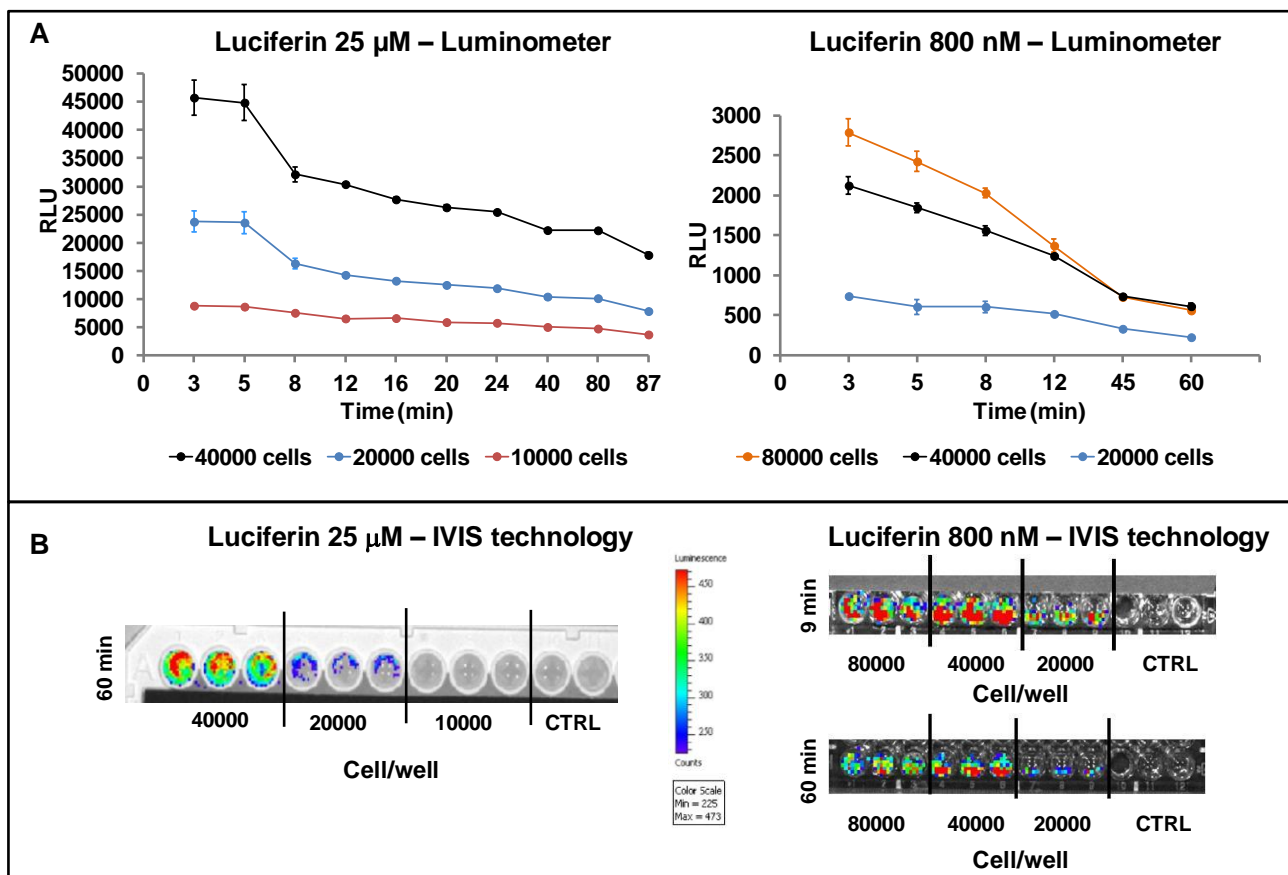 A
Luciferin 25 µM – Luminometer
50000
45000
40000
35000
30000
25000
20000
15000
10000
5000
0
RLU
0 3 5 8 12 16 20 24 40 80 87
Time (min)
40000 cells 20000 cells 10000 cells
Luciferin 800 nM – Luminometer
3000
2500
2000
1500
1000
500
0
RLU
0 3 5 8 12 45 60
Time (min)
80000 cells 40000 cells 20000 cells
B
Luciferin 25 μM – IVIS technology
60 min
40000 20000 10000 CTRL
Cell/well
Luminescence
450
400
350
300
250
Counts
Color Scale
Min = 225
Max = 473
Luciferin 800 nM – IVIS technology
9 min
80000 40000 20000 CTRL
Cell/well
60 min
80000 40000 20000 CTRL
Cell/well